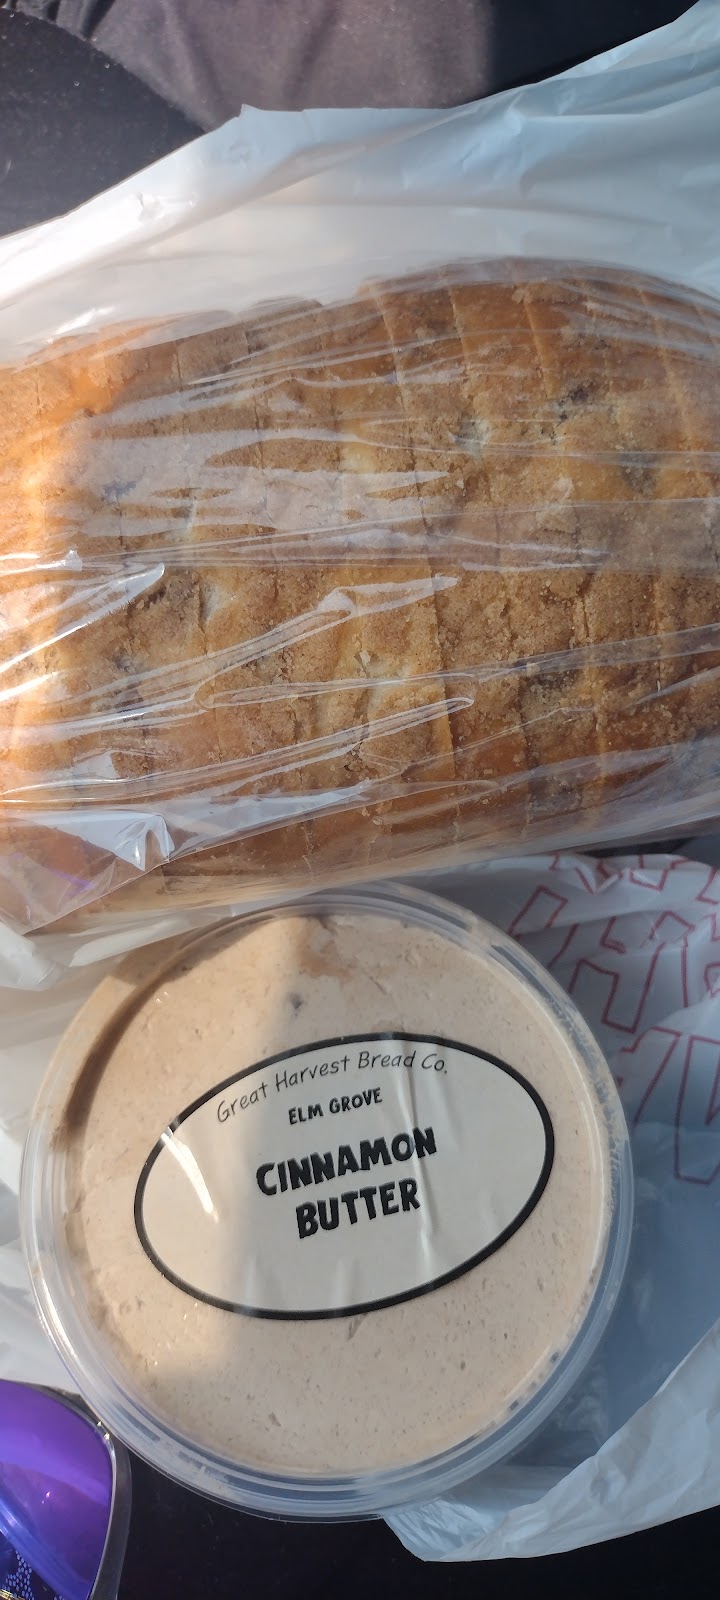 Great Harvest Bread Co.
ELM GROVE
CINNAMON
BUTTER